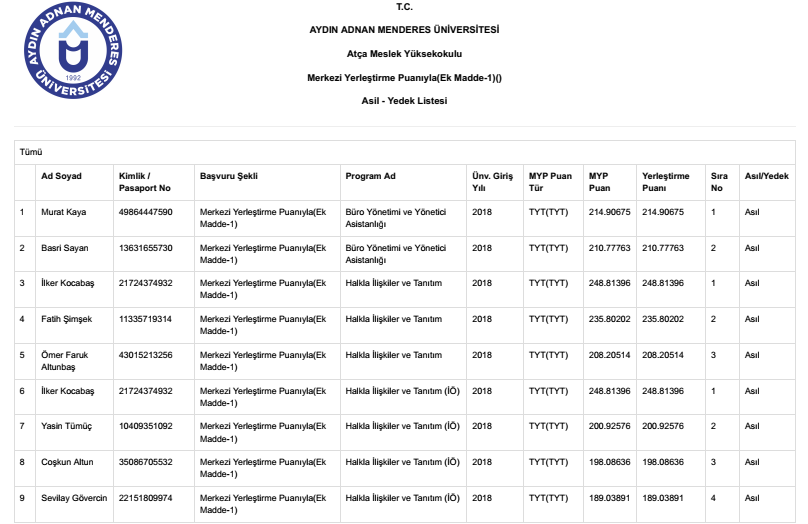 AYDIN ADNAN MENDERES ÜNİVERSİTESİ
1992
T.C.
AYDIN ADNAN MENDERES ÜNİVERSİTESİ
Atça Meslek Yüksekokulu
Merkezi Yerleştirme Puanıyla(Ek Madde-1)()
Asil - Yedek Listesi
Tümü
Ad Soyad Kimlik / Pasaport No Başvuru Şekli Program Ad Ünv. Giriş Yılı MYP Puan Tür MYP Puan Yerleştirme Puanı Sıra No Asıl/Yedek
1 Murat Kaya 49864447590 Merkezi Yerleştirme Puanıyla(Ek Madde-1) Büro Yönetimi ve Yönetici Asistanlığı 2018 TYT(TYT) 214.90675 214.90675 1 Asıl
2 Basri Sayan 13631655730 Merkezi Yerleştirme Puanıyla(Ek Madde-1) Büro Yönetimi ve Yönetici Asistanlığı 2018 TYT(TYT) 210.77763 210.77763 2 Asıl
3 İlker Kocabaş 21724374932 Merkezi Yerleştirme Puanıyla(Ek Madde-1) Halkla İlişkiler ve Tanıtım 2018 TYT(TYT) 248.81396 248.81396 1 Asıl
4 Fatih Şimşek 11335719314 Merkezi Yerleştirme Puanıyla(Ek Madde-1) Halkla İlişkiler ve Tanıtım 2018 TYT(TYT) 235.80202 235.80202 2 Asıl
5 Ömer Faruk Altunbaş 43015213256 Merkezi Yerleştirme Puanıyla(Ek Madde-1) Halkla İlişkiler ve Tanıtım 2018 TYT(TYT) 208.20514 208.20514 3 Asıl
6 İlker Kocabaş 21724374932 Merkezi Yerleştirme Puanıyla(Ek Madde-1) Halkla İlişkiler ve Tanıtım (İÖ) 2018 TYT(TYT) 248.81396 248.81396 1 Asıl
7 Yasin Tümüç 10409351092 Merkezi Yerleştirme Puanıyla(Ek Madde-1) Halkla İlişkiler ve Tanıtım (İÖ) 2018 TYT(TYT) 200.92576 200.92576 2 Asıl
8 Coşkun Altun 35086705532 Merkezi Yerleştirme Puanıyla(Ek Madde-1) Halkla İlişkiler ve Tanıtım (İÖ) 2018 TYT(TYT) 198.08636 198.08636 3 Asıl
9 Sevilay Gövercin 22151809974 Merkezi Yerleştirme Puanıyla(Ek Madde-1) Halkla İlişkiler ve Tanıtım (İÖ) 2018 TYT(TYT) 189.03891 189.03891 4 Asıl